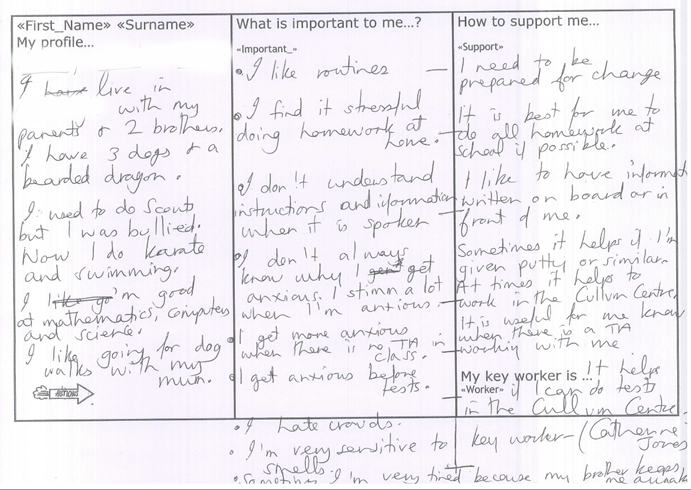 «First_Name» «Surname»
My profile...
I live in
with my
parents & 2 brothers.
I have 3 dogs & a
bearded dragon.
I used to do Scouts
but I was bullied.
Now I do karate
and swimming.
I like go'm good
at mathematics, computers
and science.
I like going for dog
walks with my
mum.
ACTION!
What is important to me...?
«Important_»
• I like routines
• I find it stressful
doing homework at
home.
• I don't understand
instructions and information
when it is spoken
• I don't always
know why I get
anxious. I stimm a lot
when I'm anxious.
• I get more anxious
when there is no TA in
class.
• I get anxious before
tests.
• I hate crowds.
• I'm very sensitive to
smells.
• Sometimes I'm very tired because my brother keeps
me awake
How to support me...
«Support»
I need to be
prepared for change
It is best for me to
do all homework at
school if possible.
I like to have informat
written on board or in
front of me.
Sometimes it helps if I'm
given putty or similar.
At times it helps to
work in the Cullum Centre.
It is useful for me know
when there is a TA
working with me
My key worker is ... It helps
«Worker» if I can do tests
in the Cullum Centre
key worker - (Catherine
Jones